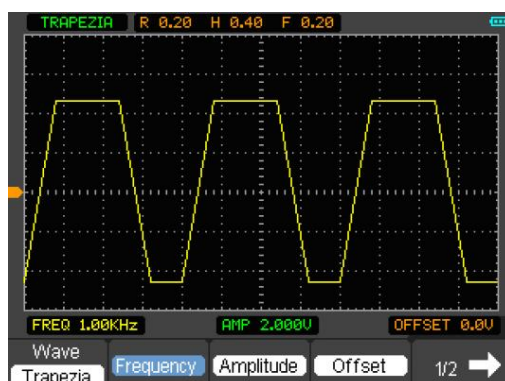 TRAPEZIA R 0.20 H 0.40 F 0.20
FREQ 1.00KHz AMP 2.000V OFFSET 0.0V
Wave
Trapezia Frequency Amplitude Offset 1/2